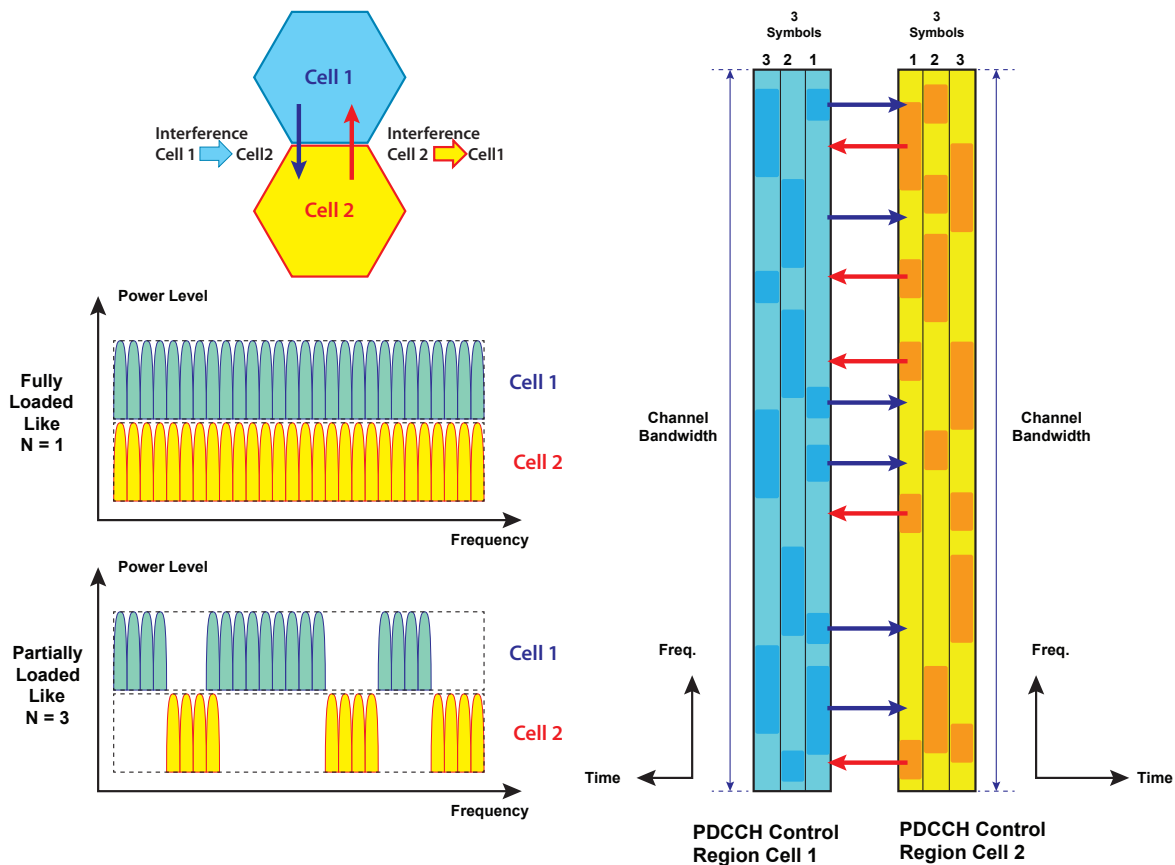 Cell 1
Interference
Cell 1 Cell2
Interference
Cell 2 Cell1
Cell 2
Power Level
Fully
Loaded
Like
N = 1
Cell 1
Cell 2
Frequency
Power Level
Partially
Loaded
Like
N = 3
Cell 1
Cell 2
Frequency
3
Symbols
3 2 1
3
Symbols
1 2 3
Channel
Bandwidth
Channel
Bandwidth
Freq.
Time
Freq.
Time
PDCCH Control
Region Cell 1
PDCCH Control
Region Cell 2